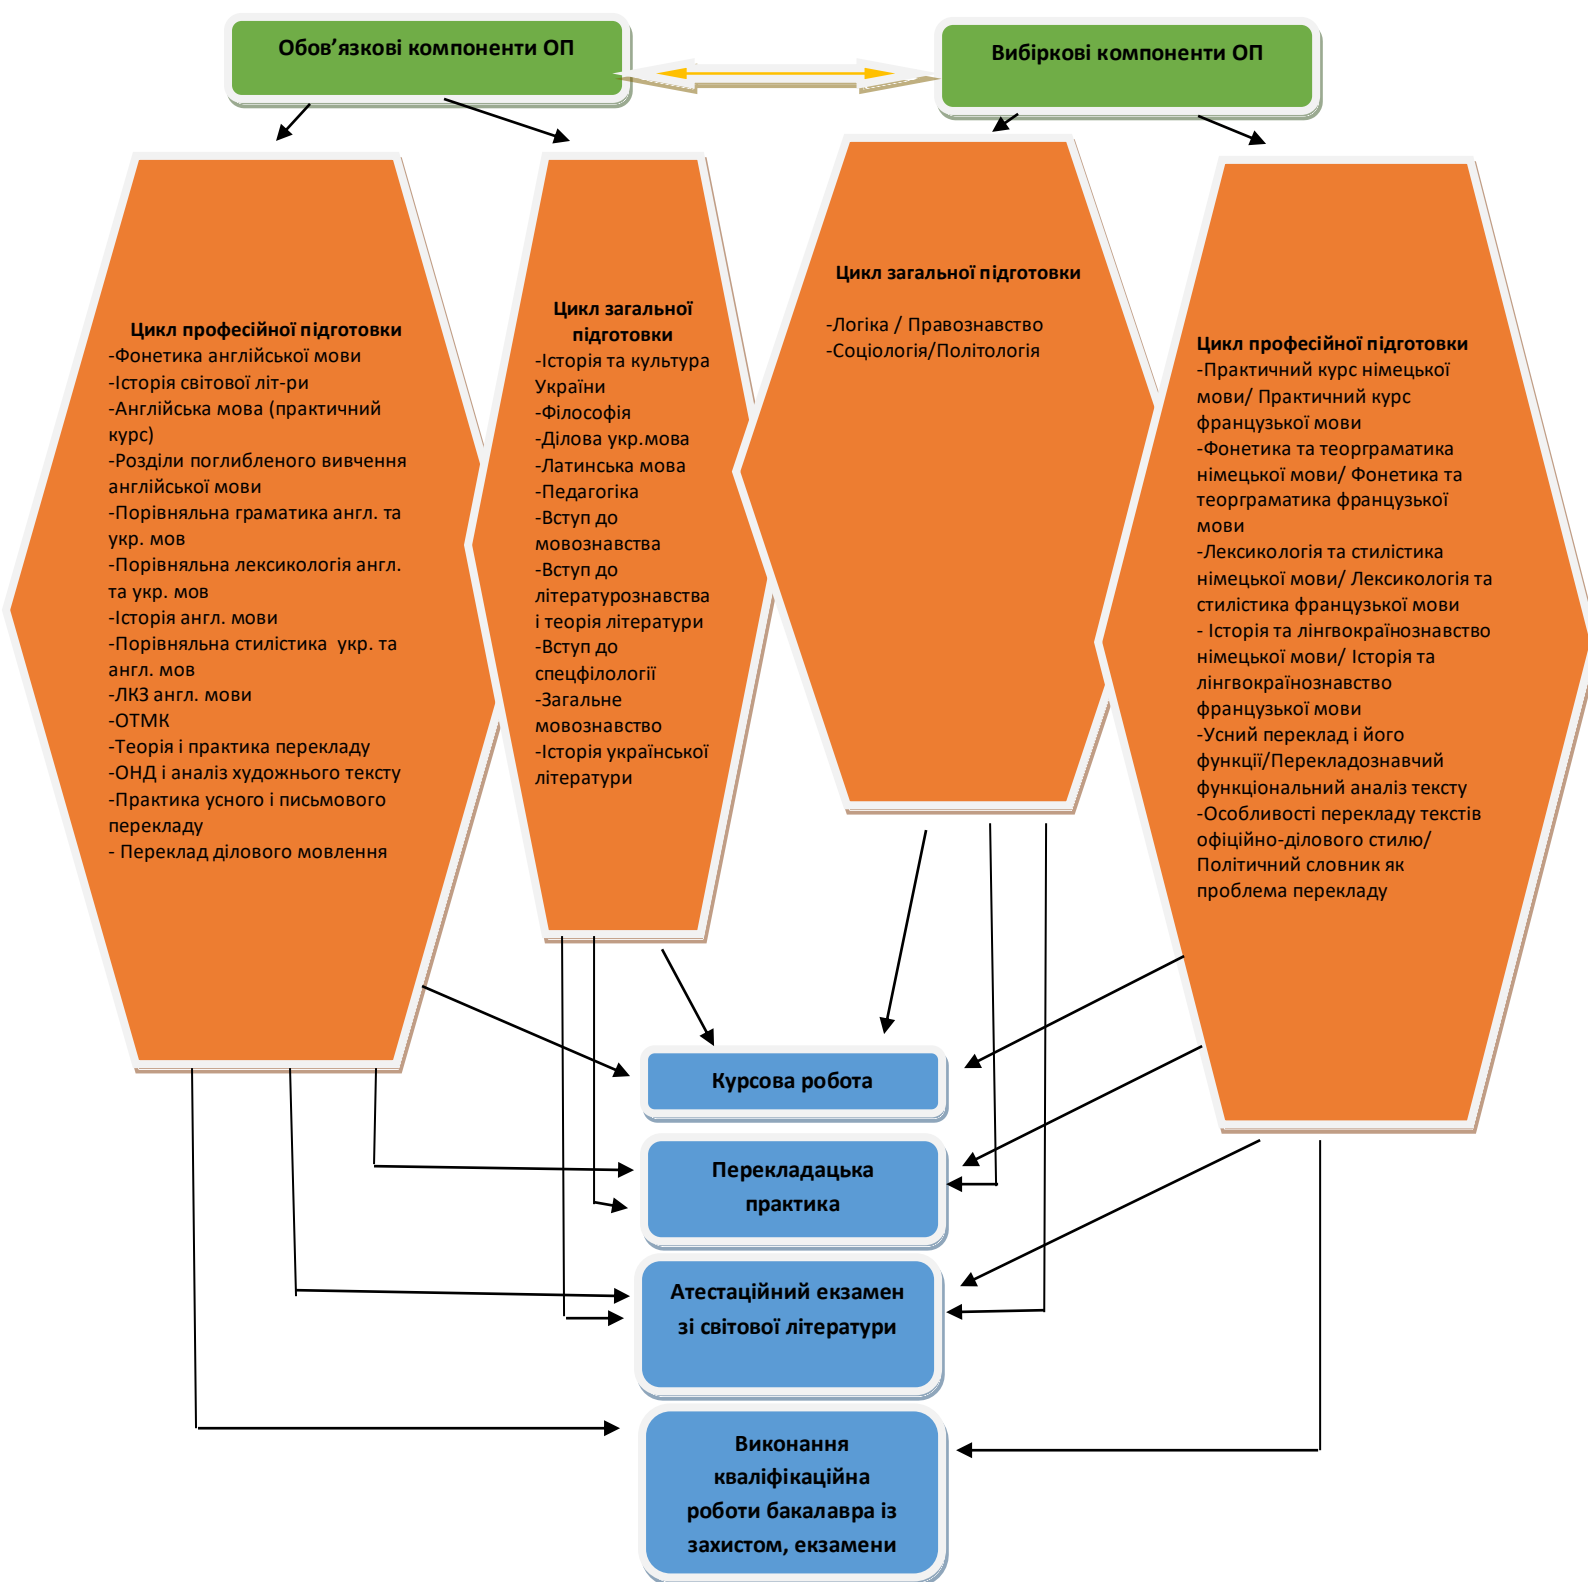 Обов’язкові компоненти ОП
Вибіркові компоненти ОП
Цикл професійної підготовки
-Фонетика англійської мови
-Історія світової літ-ри
-Англійська мова (практичний
курс)
-Розділи поглибленого вивчення
англійської мови
-Порівняльна граматика англ. та
укр. мов
-Порівняльна лексикологія англ.
та укр. мов
-Історія англ. мови
-Порівняльна стилістика укр. та
англ. мов
-ЛКЗ англ. мови
-ОТМК
-Теорія і практика перекладу
-ОНД і аналіз художнього тексту
-Практика усного і письмового
перекладу
- Переклад ділового мовлення
Цикл загальної
підготовки
-Історія та культура
України
-Філософія
-Ділова укр.мова
-Латинська мова
-Педагогіка
-Вступ до
мовознавства
-Вступ до
літературознавства
і теорія літератури
-Вступ до
спецфілології
-Загальне
мовознавство
-Історія української
літератури
Цикл загальної підготовки
-Логіка / Правознавство
-Соціологія/Політологія
Цикл професійної підготовки
-Практичний курс німецької
мови/ Практичний курс
французької мови
-Фонетика та теорграматика
німецької мови/ Фонетика та
теорграматика французької
мови
-Лексикологія та стилістика
німецької мови/ Лексикологія та
стилістика французької мови
- Історія та лінгвокраїнознавство
німецької мови/ Історія та
лінгвокраїнознавство
французької мови
-Усний переклад і його
функції/Перекладознавчий
функціональний аналіз тексту
-Особливості перекладу текстів
офіційно-ділового стилю/
Політичний словник як
проблема перекладу
Курсова робота
Перекладацька
практика
Атестаційний екзамен
зі світової літератури
Виконання
кваліфікаційна
роботи бакалавра із
захистом, екзамени